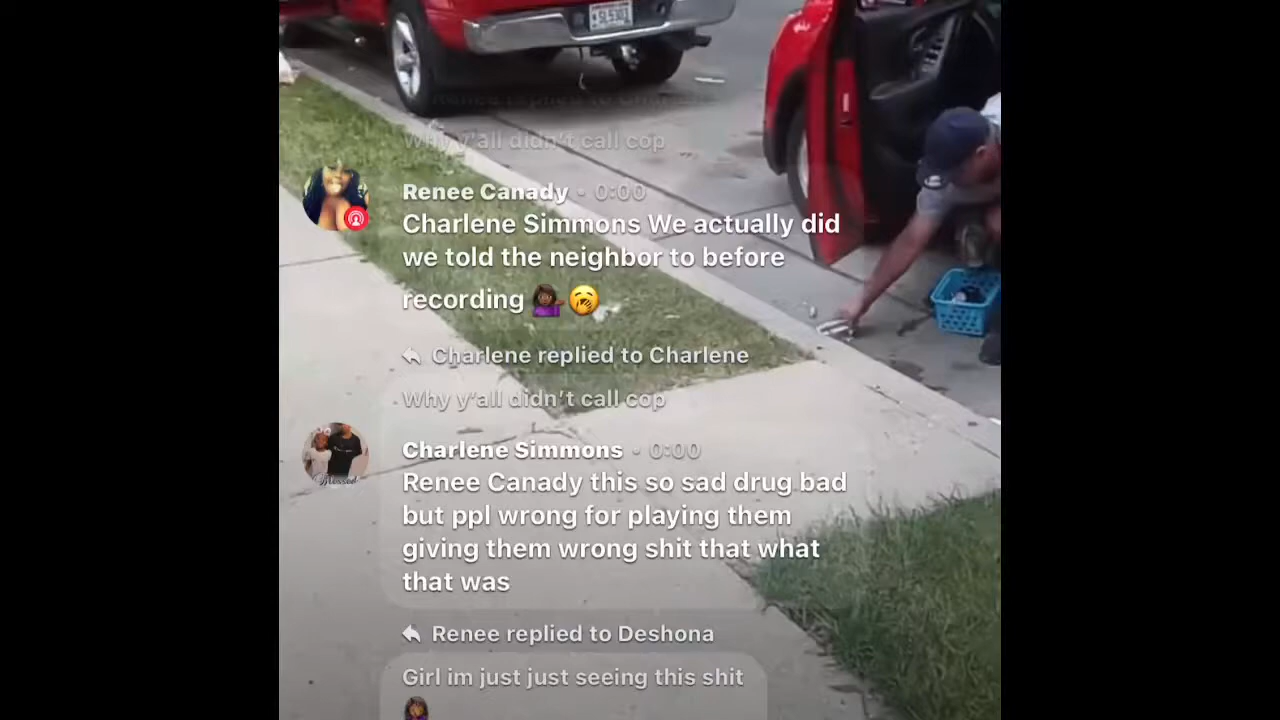 Why y'all didn't call cop
Renee Canady • 0:00
Charlene Simmons We actually did
we told the neighbor to before
recording
Charlene replied to Charlene
Why y'all didn't call cop
Charlene Simmons • 0:00
Renee Canady this so sad drug bad
but ppl wrong for playing them
giving them wrong shit that what
that was
Renee replied to Deshona
Girl im just just seeing this shit